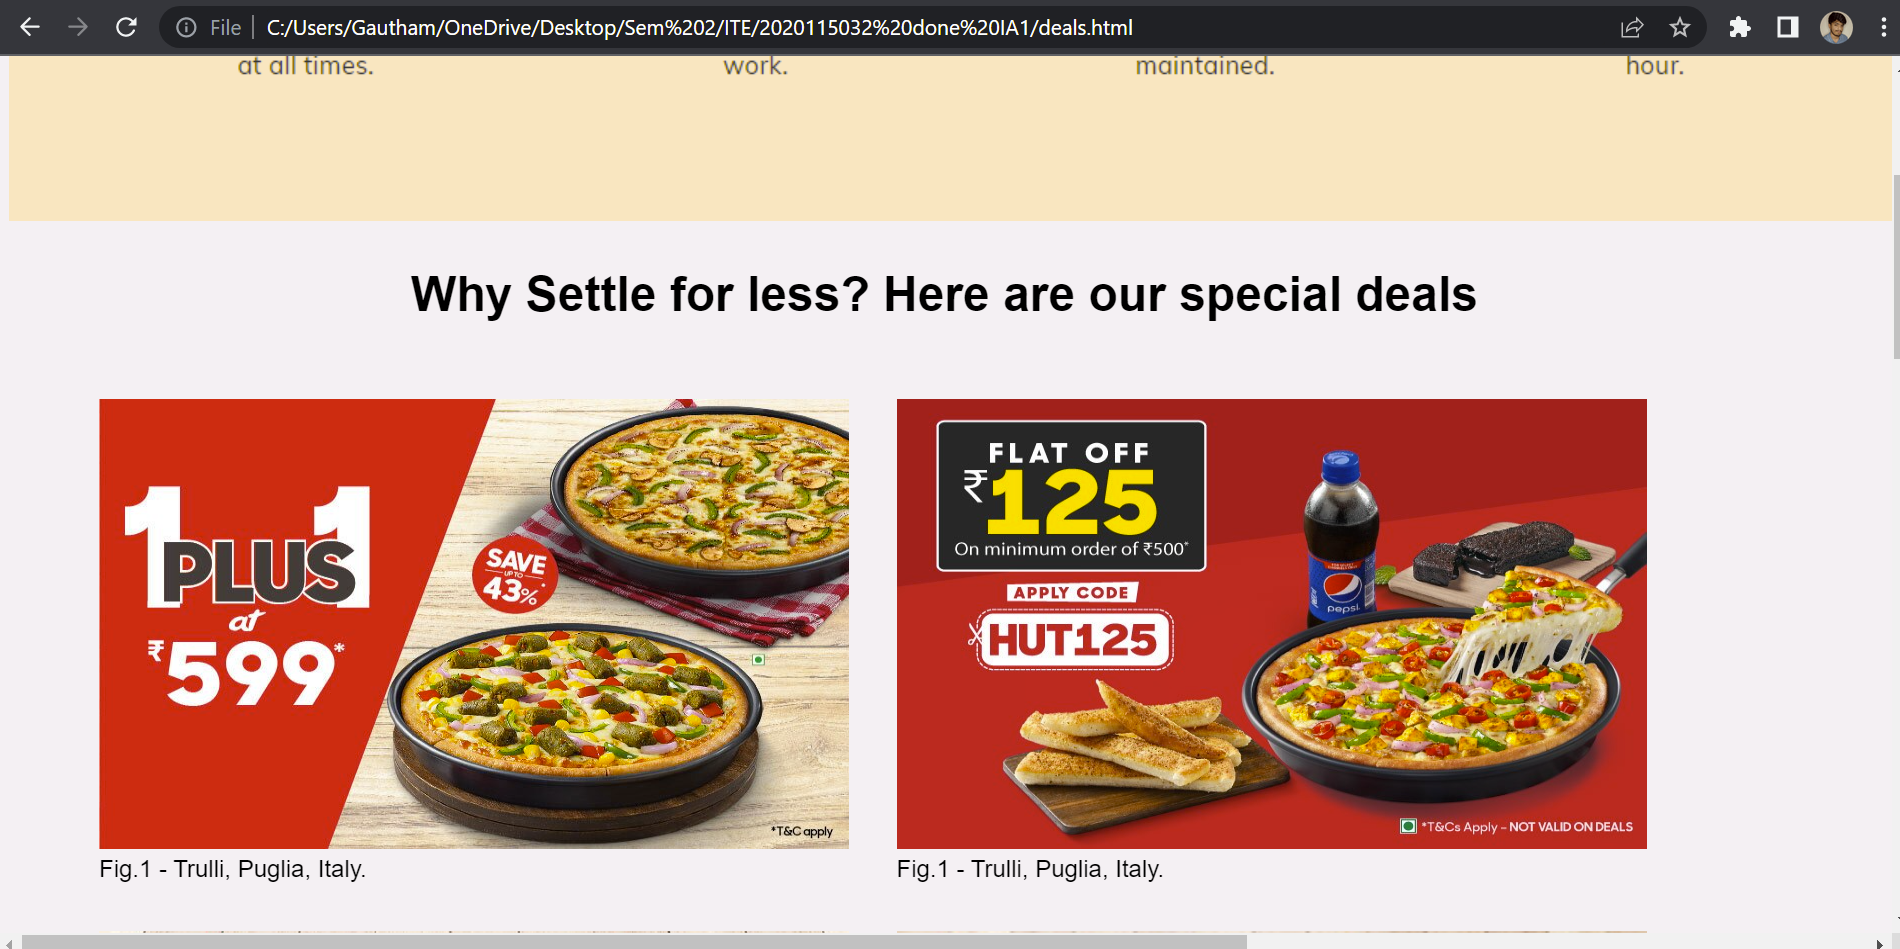 File C:/Users/Gautham/OneDrive/Desktop/Sem%202/ITE/2020115032%20done%20IA1/deals.html
at all times. work. maintained. hour.
Why Settle for less? Here are our special deals
1 PLUS 1
at
₹599*
SAVE
UP TO
43%*
*T&C apply
FLAT OFF
₹125
On minimum order of ₹500*
APPLY CODE
HUT125
pepsi
*T&Cs Apply – NOT VALID ON DEALS
Fig.1 - Trulli, Puglia, Italy.
Fig.1 - Trulli, Puglia, Italy.